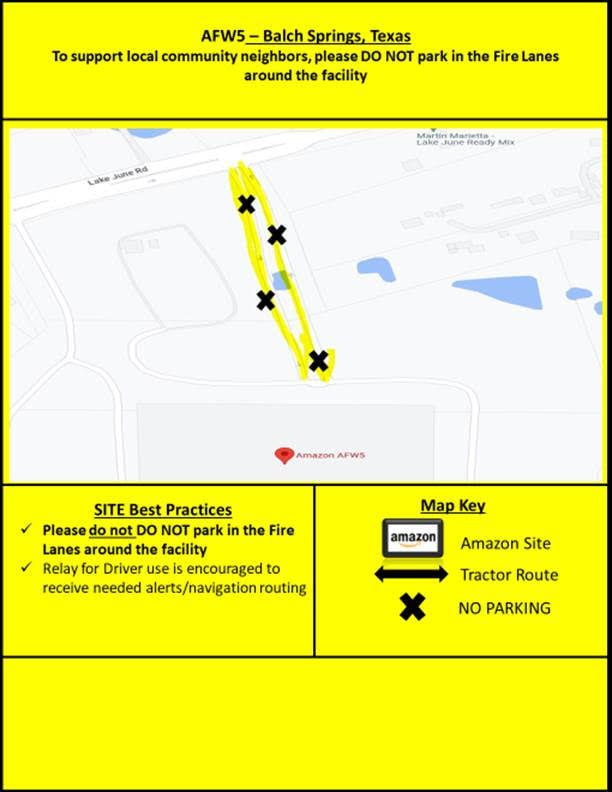 AFW5 – Balch Springs, Texas
To support local community neighbors, please DO NOT park in the Fire Lanes
around the facility
Martin Marietta -
Lake June Ready Mix
Lake June Rd
Amazon AFW5
SITE Best Practices
✓ Please do not DO NOT park in the Fire
Lanes around the facility
✓ Relay for Driver use is encouraged to
receive needed alerts/navigation routing
Map Key
amazon
Amazon Site
Tractor Route
NO PARKING